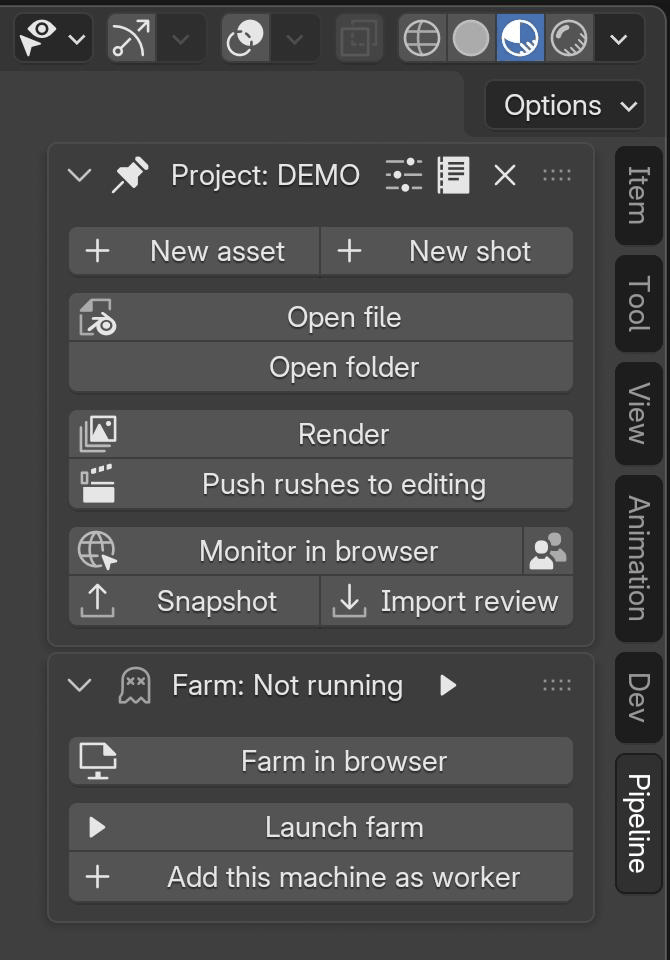 Options
Project: DEMO
New asset
New shot
Open file
Open folder
Render
Push rushes to editing
Monitor in browser
Snapshot
Import review
Farm: Not running
Farm in browser
Launch farm
Add this machine as worker
Item
Tool
View
Animation
Dev
Pipeline